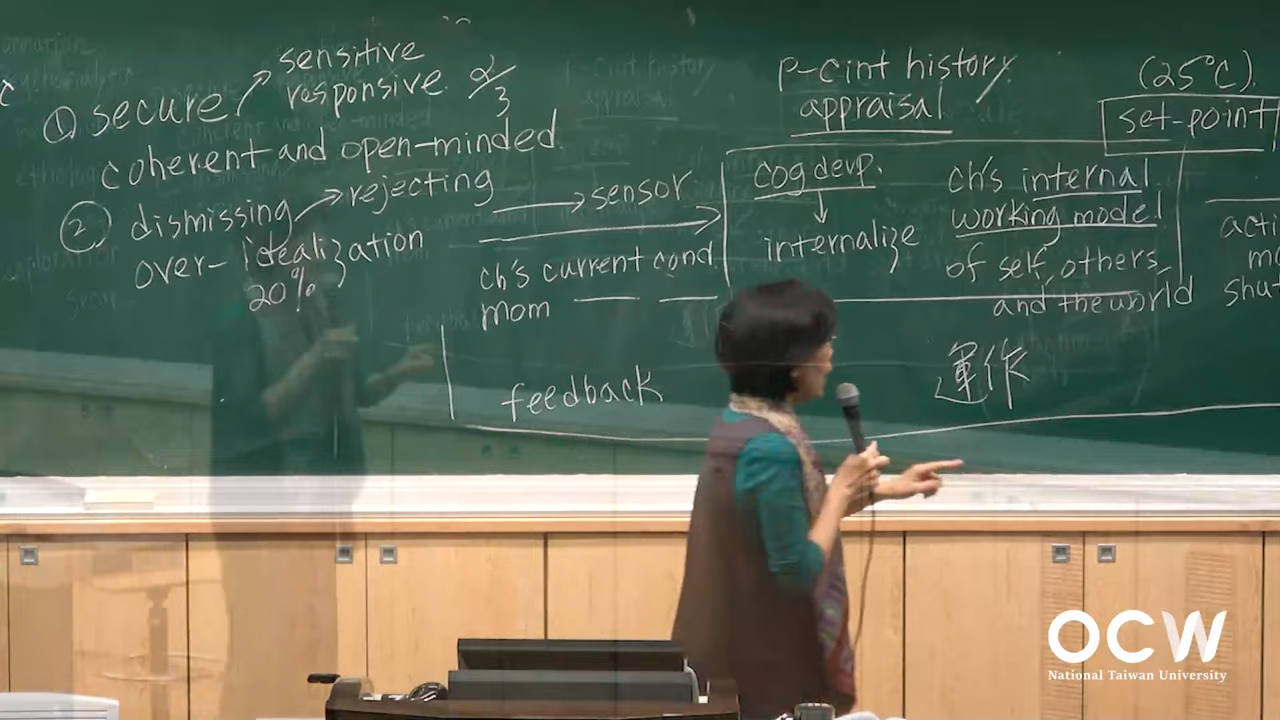 sensitive
① secure responsive. 2/3
coherent and open-minded.
② dismissing rejecting
over-idealization
20%
sensor
ch's current cond
mom
feedback
p-c int history
appraisal
cog devp.
internalize
ch's internal
working model
of self, others,
and the world
運作
(25°C).
set-point
acti
mo
shut
OCW
National Taiwan University